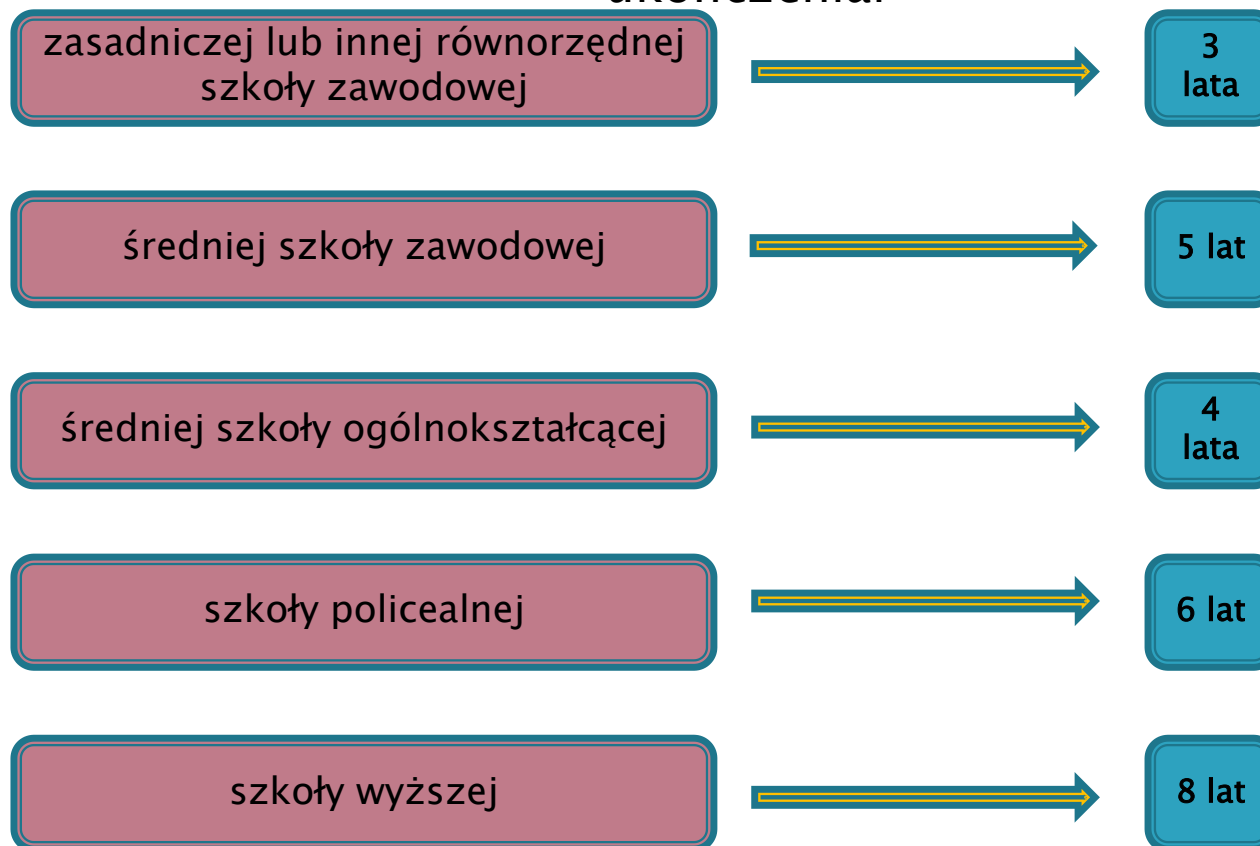 ukończenia:
zasadniczej lub innej równorzędnej
szkoły zawodowej
3
lata
średniej szkoły zawodowej
5 lat
średniej szkoły ogólnokształcącej
4
lata
szkoły policealnej
6 lat
szkoły wyższej
8 lat